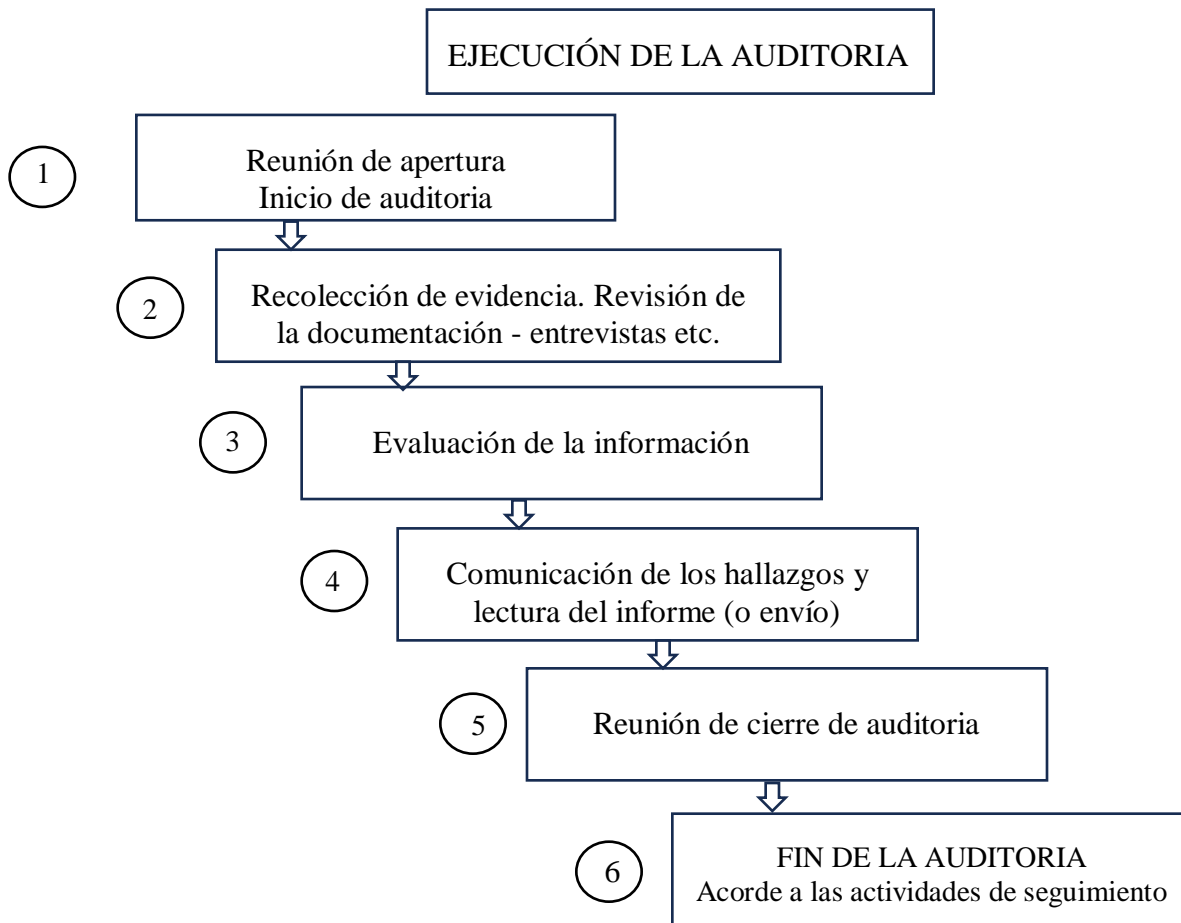 EJECUCIÓN DE LA AUDITORIA
1
Reunión de apertura
Inicio de auditoria
2
Recolección de evidencia. Revisión de
la documentación - entrevistas etc.
3
Evaluación de la información
4
Comunicación de los hallazgos y
lectura del informe (o envío)
5
Reunión de cierre de auditoria
6
FIN DE LA AUDITORIA
Acorde a las actividades de seguimiento